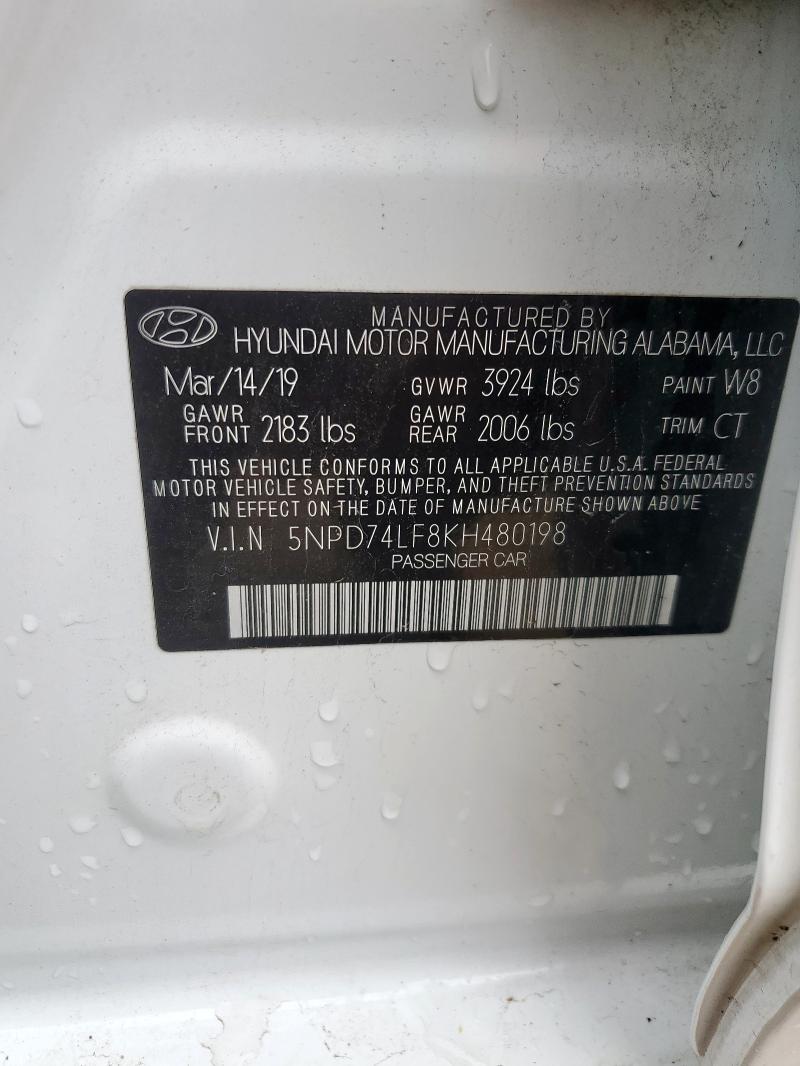 MANUFACTURED BY
HYUNDAI MOTOR MANUFACTURING ALABAMA, LLC
Mar/14/19 GVWR 3924 lbs PAINT W8
GAWR FRONT 2183 lbs GAWR REAR 2006 lbs TRIM CT
THIS VEHICLE CONFORMS TO ALL APPLICABLE U.S.A. FEDERAL
MOTOR VEHICLE SAFETY, BUMPER, AND THEFT PREVENTION STANDARDS
IN EFFECT ON THE DATE OF MANUFACTURE SHOWN ABOVE
V.I.N 5NPD74LF8KH480198
PASSENGER CAR